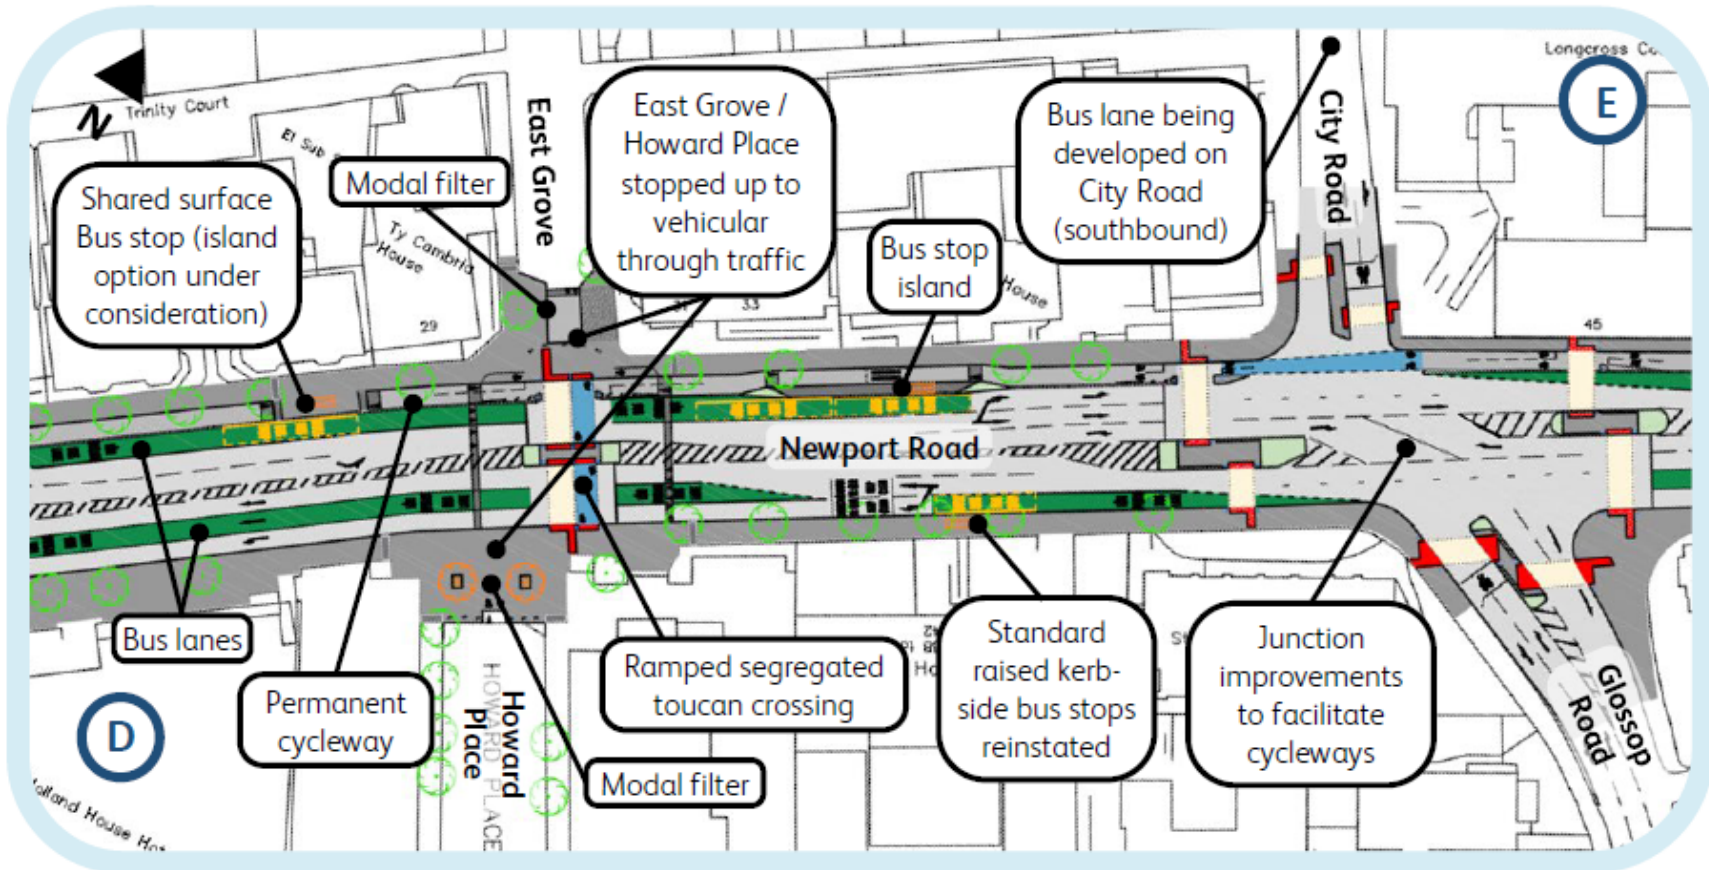 N
Trinity Court
East Grove
East Grove /
Howard Place
stopped up to
vehicular
through traffic
Bus lane being
developed on
City Road
(southbound)
City Road
Longcross
E
Modal filter
Shared surface
Bus stop (island
option under
consideration)
Ty Cambria
House
29
33
Bus stop
island
House
45
Newport Road
Bus lanes
D
Permanent
cycleway
Howard
Place
HOWARD PLACE
Modal filter
Ramped segregated
toucan crossing
Standard
raised kerb-
side bus stops
reinstated
Junction
improvements
to facilitate
cycleways
Glossop
Road
House